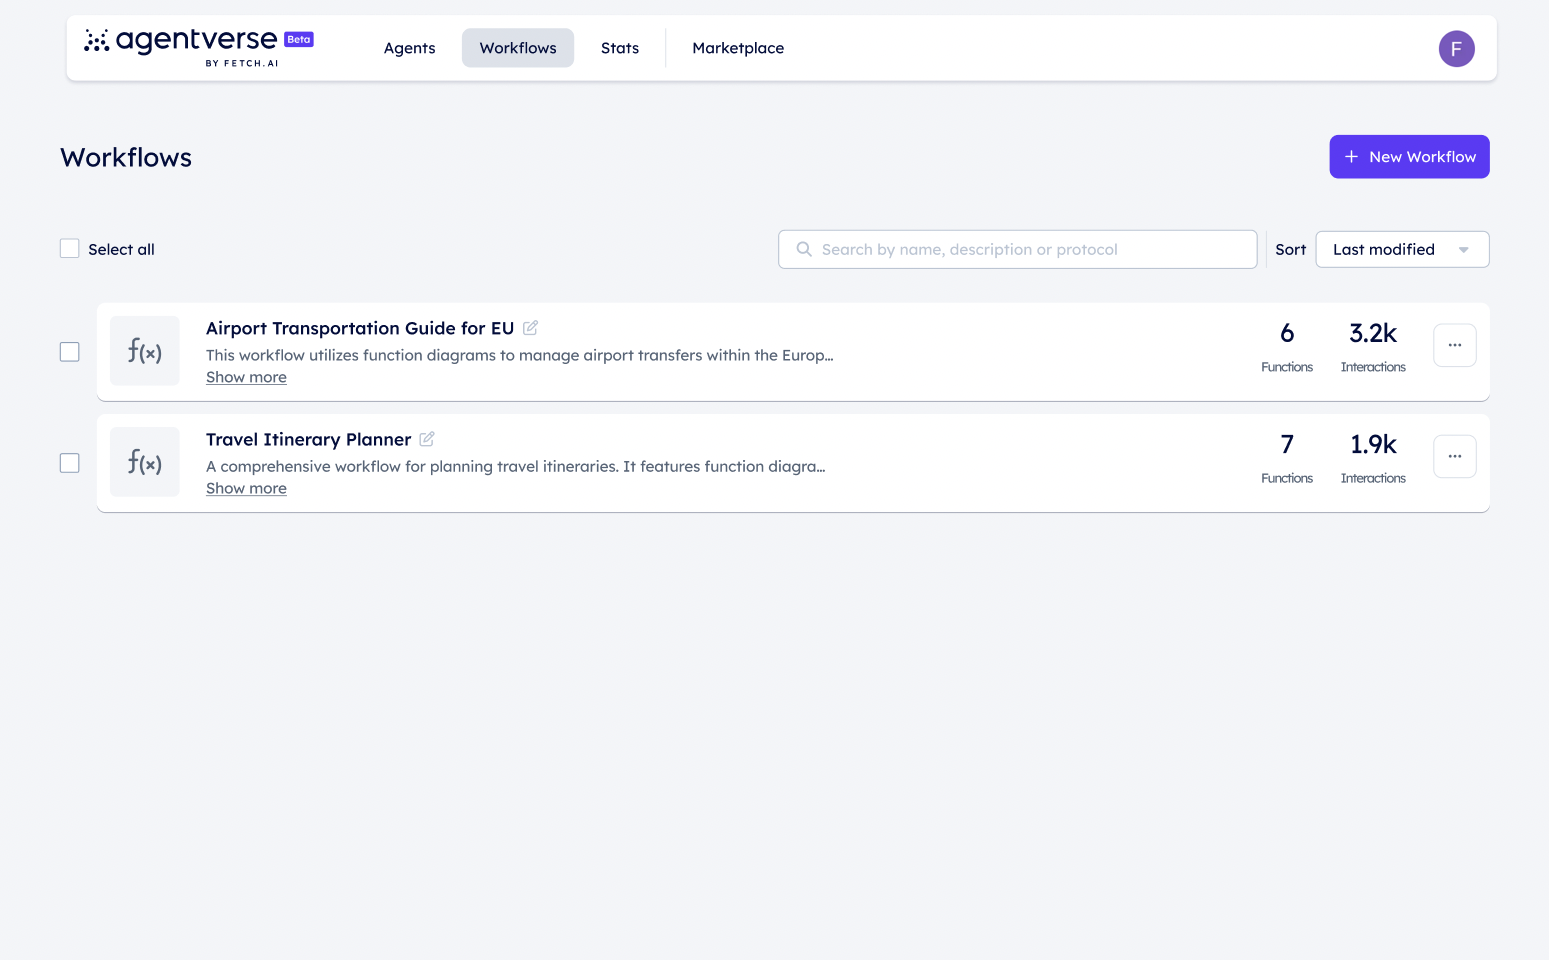 agentverse Beta
BY FETCH.AI
Agents
Workflows
Stats
Marketplace
F
Workflows
New Workflow
Select all
Search by name, description or protocol
Sort
Last modified
f(x)
Airport Transportation Guide for EU
This workflow utilizes function diagrams to manage airport transfers within the Europ...
Show more
6
Functions
3.2k
Interactions
f(x)
Travel Itinerary Planner
A comprehensive workflow for planning travel itineraries. It features function diagra...
Show more
7
Functions
1.9k
Interactions